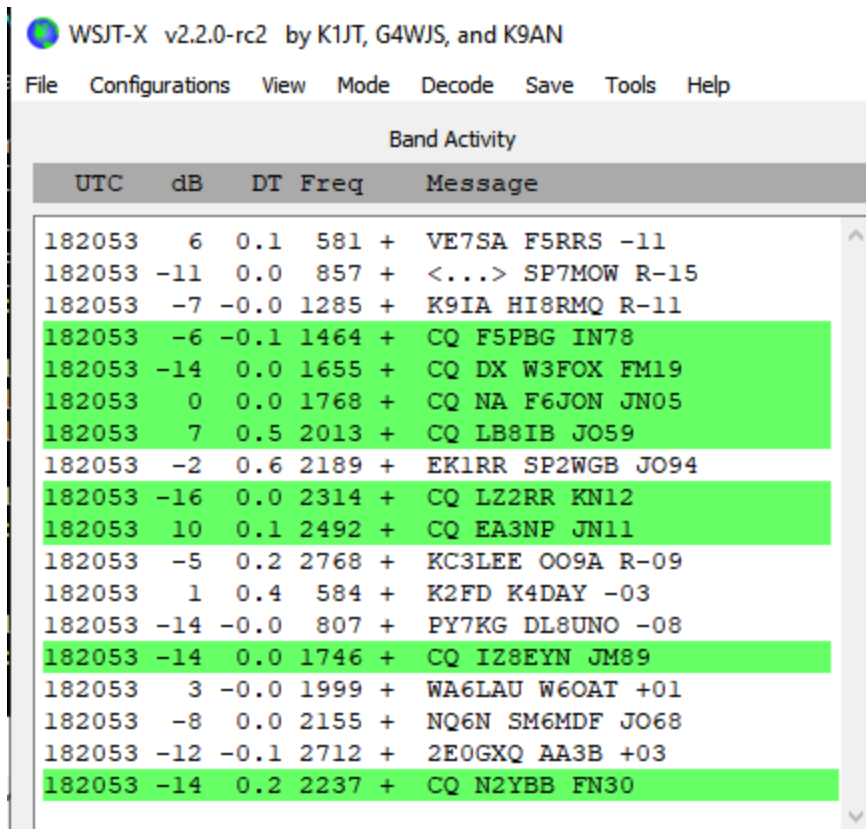 WSJT-X v2.2.0-rc2 by K1JT, G4WJS, and K9AN
File Configurations View Mode Decode Save Tools Help
Band Activity
UTC dB DT Freq Message
182053 6 0.1 581 + VE7SA F5RRS -11
182053 -11 0.0 857 + <...> SP7MOW R-15
182053 -7 -0.0 1285 + K9IA HI8RMQ R-11
182053 -6 -0.1 1464 + CQ F5PBG IN78
182053 -14 0.0 1655 + CQ DX W3FOX FM19
182053 0 0.0 1768 + CQ NA F6JON JN05
182053 7 0.5 2013 + CQ LB8IB JO59
182053 -2 0.6 2189 + EK1RR SP2WGB JO94
182053 -16 0.0 2314 + CQ LZ2RR KN12
182053 10 0.1 2492 + CQ EA3NP JN11
182053 -5 0.2 2768 + KC3LEE OO9A R-09
182053 1 0.4 584 + K2FD K4DAY -03
182053 -14 -0.0 807 + PY7KG DL8UNO -08
182053 -14 0.0 1746 + CQ IZ8EYN JM89
182053 3 -0.0 1999 + WA6LAU W6OAT +01
182053 -8 0.0 2155 + NQ6N SM6MDF JO68
182053 -12 -0.1 2712 + 2E0GXQ AA3B +03
182053 -14 0.2 2237 + CQ N2YBB FN30